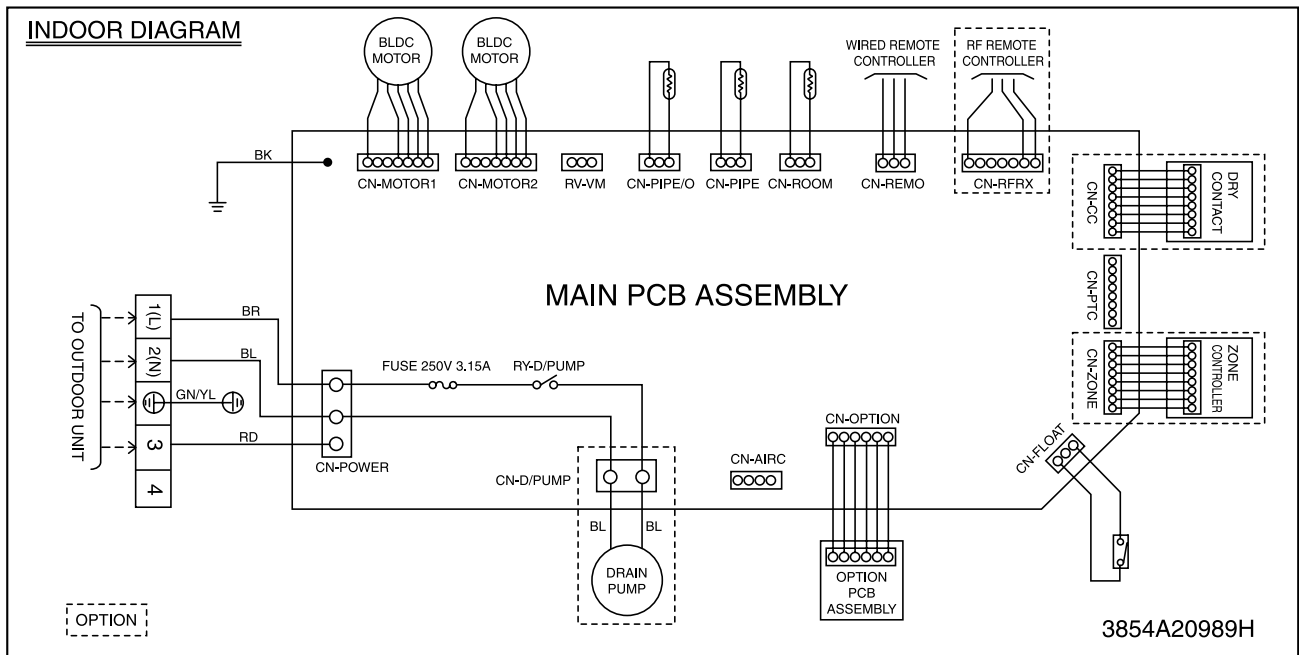 INDOOR DIAGRAM
BLDC
MOTOR
BLDC
MOTOR
WIRED REMOTE
CONTROLLER
RF REMOTE
CONTROLLER
BK
CN-MOTOR1
CN-MOTOR2
RV-VM
CN-PIPE/O
CN-PIPE
CN-ROOM
CN-REMO
CN-RFRX
CN-CC
DRY
CONTACT
CN-PTC
MAIN PCB ASSEMBLY
TO OUTDOOR UNIT
1(L)
2(N)
3
4
BR
BL
GN/YL
RD
CN-POWER
FUSE 250V 3.15A
RY-D/PUMP
CN-ZONE
ZONE
CONTROLLER
CN-D/PUMP
BL
BL
DRAIN
PUMP
CN-AIRC
CN-OPTION
OPTION
PCB
ASSEMBLY
CN-FLOAT
OPTION
3854A20989H